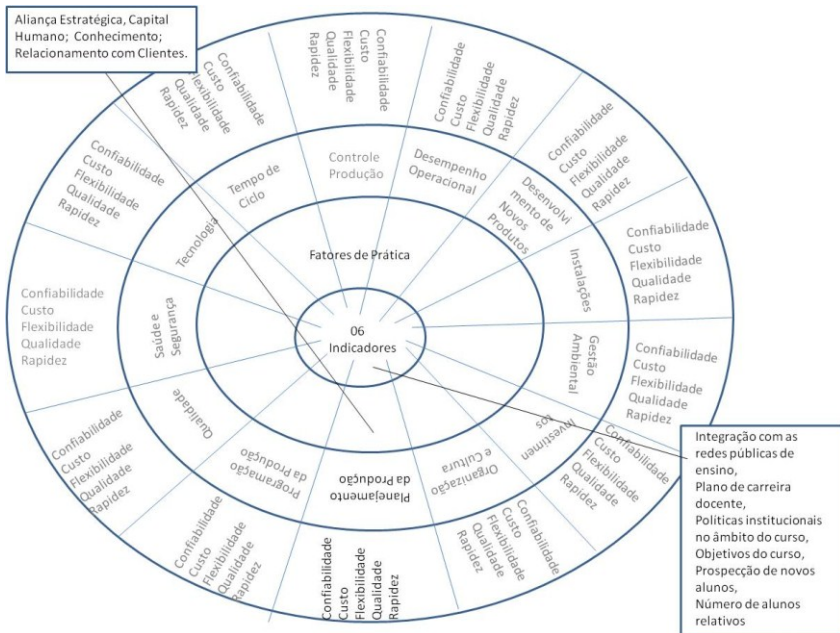 Aliança Estratégica, Capital
Humano; Conhecimento;
Relacionamento com Clientes.
Confiabilidade
Custo
Flexibilidade
Qualidade
Rapidez
Confiabilidade
Custo
Flexibilidade
Qualidade
Rapidez
Confiabilidade
Custo
Flexibilidade
Qualidade
Rapidez
Confiabilidade
Custo
Flexibilidade
Qualidade
Rapidez
Confiabilidade
Custo
Flexibilidade
Qualidade
Rapidez
Confiabilidade
Custo
Flexibilidade
Qualidade
Rapidez
Confiabilidade
Custo
Flexibilidade
Qualidade
Rapidez
Confiabilidade
Custo
Flexibilidade
Qualidade
Rapidez
Confiabilidade
Custo
Flexibilidade
Qualidade
Rapidez
Confiabilidade
Custo
Flexibilidade
Qualidade
Rapidez
Confiabilidade
Custo
Flexibilidade
Qualidade
Rapidez
Confiabilidade
Custo
Flexibilidade
Qualidade
Rapidez
Confiabilidade
Custo
Flexibilidade
Qualidade
Rapidez
Controle
Produção
Desempenho
Operacional
Desenvolvi
mento de
Novos
Produtos
Instalações
Gestão
Ambiental
Investimen
tos
Organização
e Cultura
Planejamento
da Produção
Programação
da Produção
Qualidade
Saúde e
Segurança
Tecnologia
Tempo de
Ciclo
Fatores de Prática
06
Indicadores
Integração com as
redes públicas de
ensino,
Plano de carreira
docente,
Políticas institucionais
no âmbito do curso,
Objetivos do curso,
Prospecção de novos
alunos,
Número de alunos
relativos